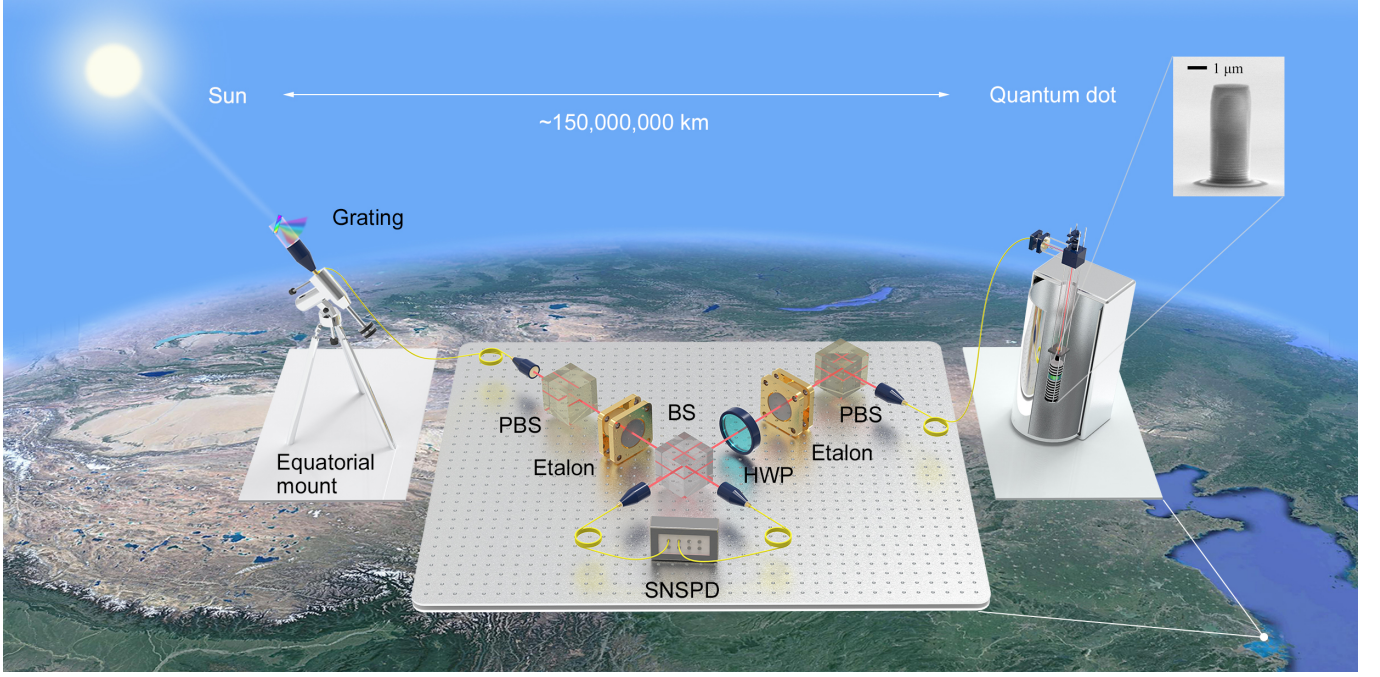 Sun
~150,000,000 km
Quantum dot
1 μm
Grating
Equatorial
mount
PBS
Etalon
BS
HWP
Etalon
PBS
SNSPD